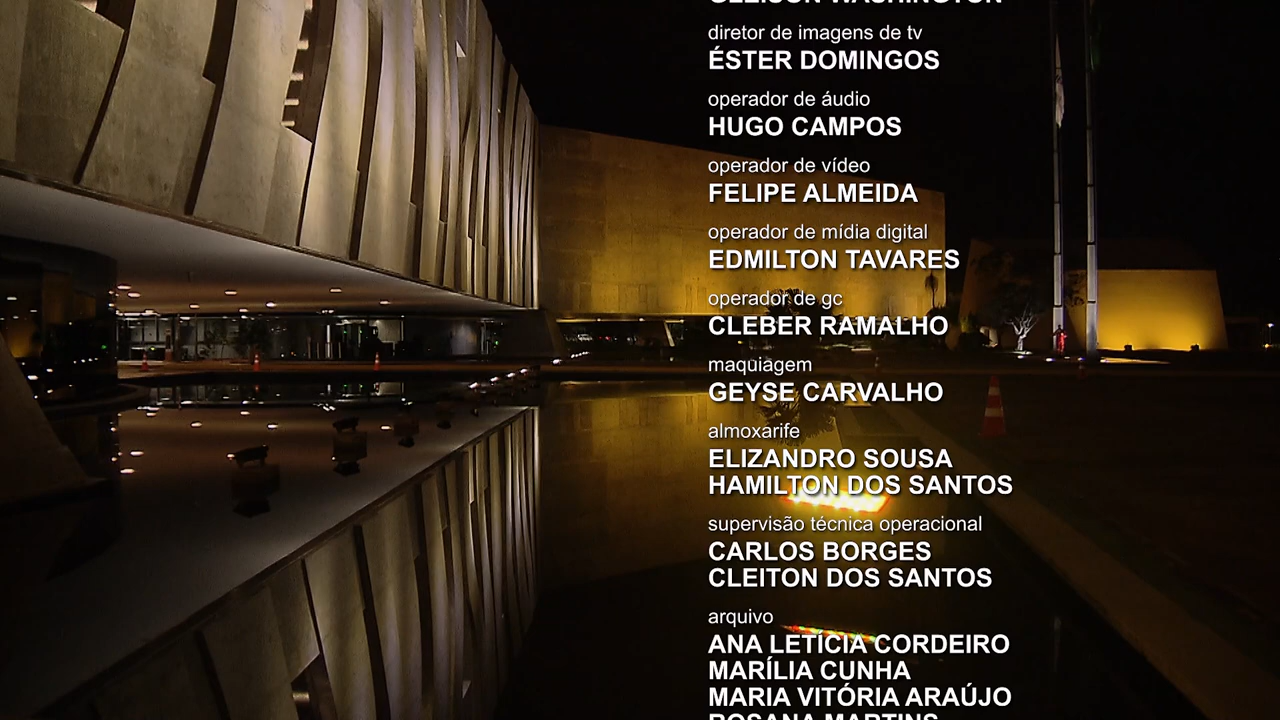 diretor de imagens de tv
ÉSTER DOMINGOS
operador de áudio
HUGO CAMPOS
operador de vídeo
FELIPE ALMEIDA
operador de mídia digital
EDMILTON TAVARES
operador de gc
CLEBER RAMALHO
maquiagem
GEYSE CARVALHO
almoxarife
ELIZANDRO SOUSA
HAMILTON DOS SANTOS
supervisão técnica operacional
CARLOS BORGES
CLEITON DOS SANTOS
arquivo
ANA LETÍCIA CORDEIRO
MARÍLIA CUNHA
MARIA VITÓRIA ARAÚJO
ROSANA MARTINS